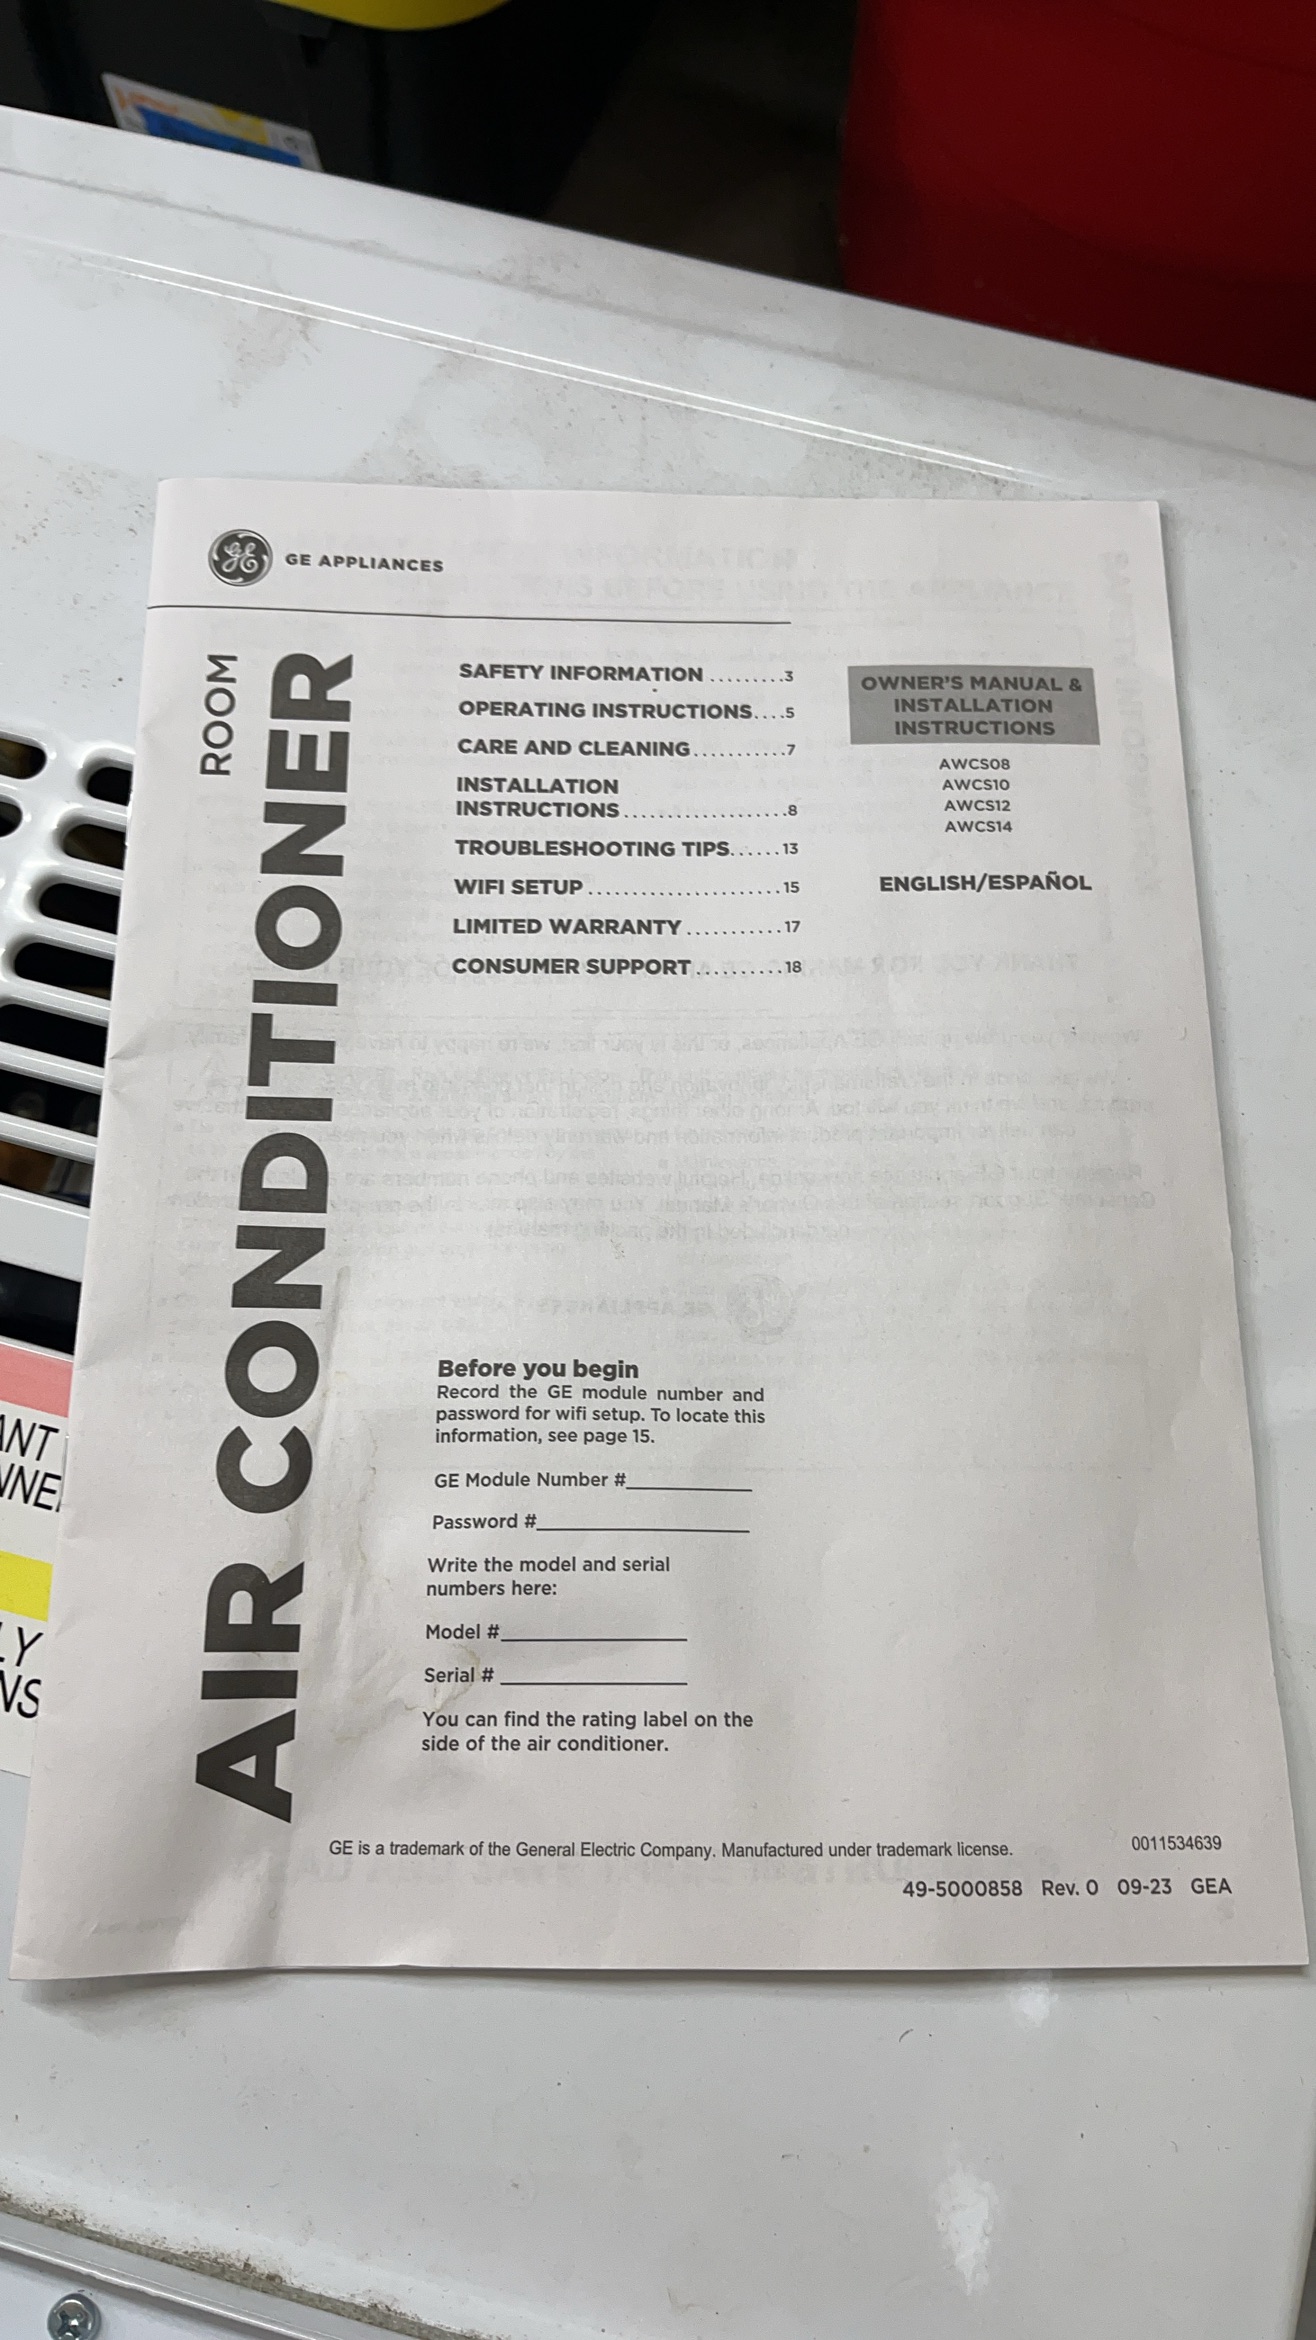 GE APPLIANCES
ROOM
AIR CONDITIONER
SAFETY INFORMATION.........3
OPERATING INSTRUCTIONS....5
CARE AND CLEANING...........7
INSTALLATION
INSTRUCTIONS...................8
TROUBLESHOOTING TIPS......13
WIFI SETUP......................15
LIMITED WARRANTY...........17
CONSUMER SUPPORT..........18
OWNER'S MANUAL &
INSTALLATION
INSTRUCTIONS
AWCS08
AWCS10
AWCS12
AWCS14
ENGLISH/ESPAÑOL
Before you begin
Record the GE module number and
password for wifi setup. To locate this
information, see page 15.
GE Module Number #
Password #
Write the model and serial
numbers here:
Model #
Serial #
You can find the rating label on the
side of the air conditioner.
GE is a trademark of the General Electric Company. Manufactured under trademark license.
0011534639
49-5000858 Rev. 0 09-23 GEA